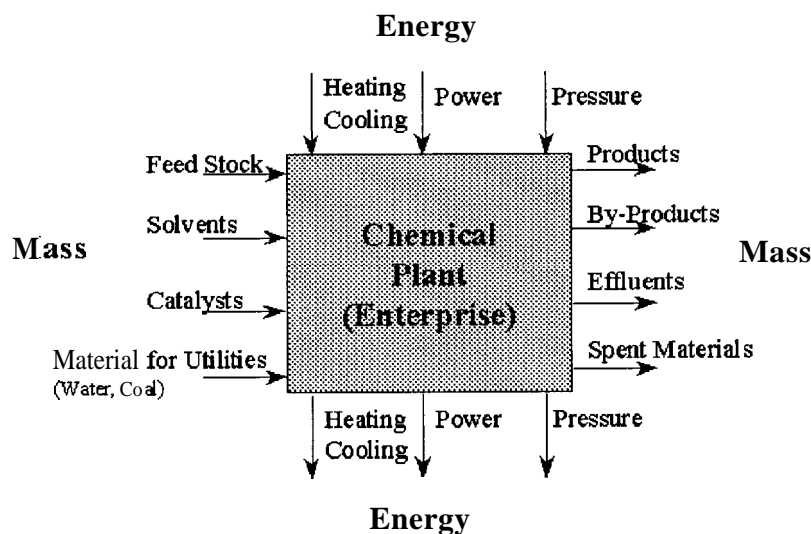 Energy
Heating
Cooling
Power
Pressure
Feed Stock
Products
Solvents
By-Products
Mass
Chemical
Plant
(Enterprise)
Mass
Catalysts
Effluents
Material for Utilities
(Water, Coal)
Spent Materials
Heating
Cooling
Power
Pressure
Energy